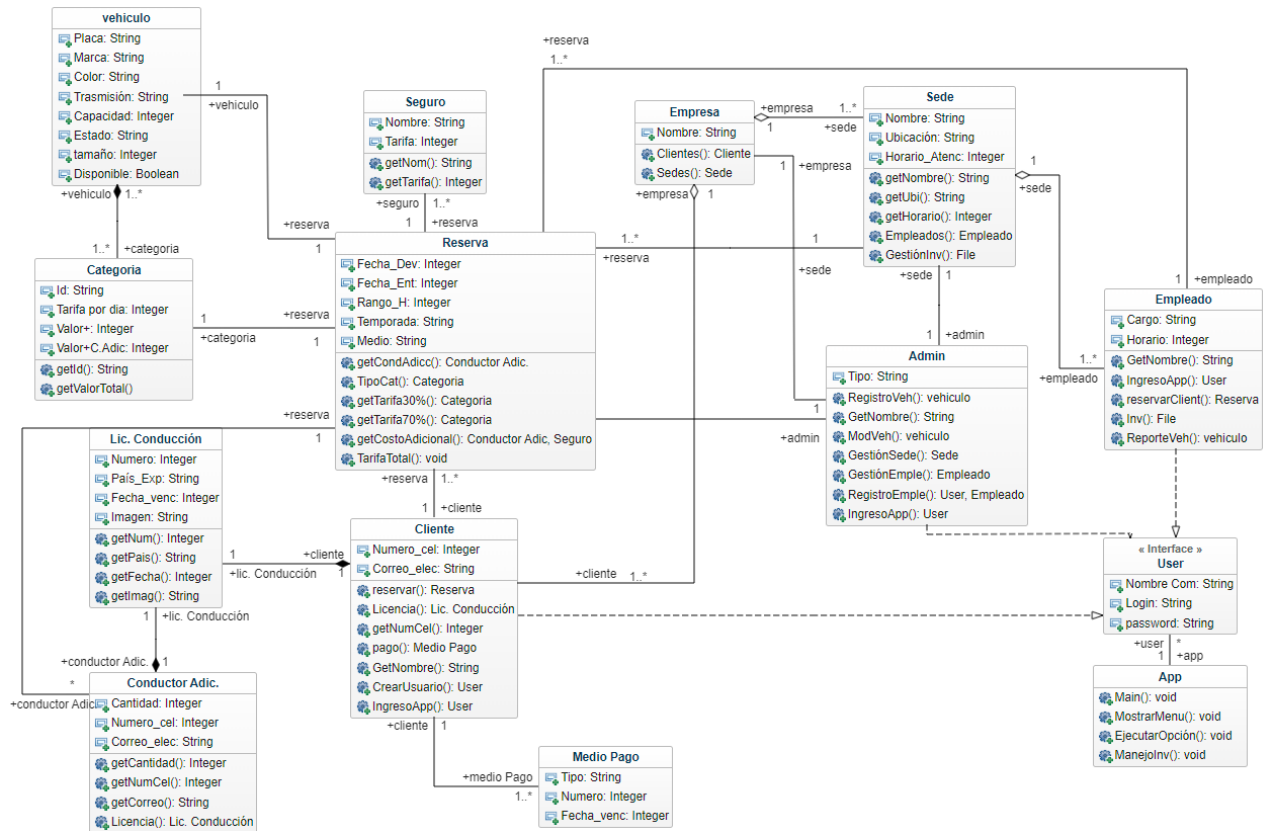 vehiculo
Placa: String
Marca: String
Color: String
Trasmisión: String
Capacidad: Integer
Estado: String
tamaño: Integer
Disponible: Boolean
1
+vehiculo
+vehiculo
1..*
1..*
+categoria
Categoria
Id: String
Tarifa por dia: Integer
Valor+: Integer
Valor+C.Adic: Integer
getId(): String
getValorTotal()
1
+categoria
+reserva
1
+reserva
1
Seguro
Nombre: String
Tarifa: Integer
getNom(): String
getTarifa(): Integer
+seguro
1..*
1
+reserva
Reserva
Fecha_Dev: Integer
Fecha_Ent: Integer
Rango_H: Integer
Temporada: String
Medio: String
getCondAdicc(): Conductor Adic.
TipoCat(): Categoria
getTarifa30%(): Categoria
getTarifa70%(): Categoria
getCostoAdicional(): Conductor Adic, Seguro
TarifaTotal(): void
+reserva
1..*
Empresa
Nombre: String
Clientes(): Cliente
Sedes(): Sede
+empresa
1
1..*
+sede
+empresa
1
1
+empresa
Sede
Nombre: String
Ubicación: String
Horario_Atenc: Integer
getNombre(): String
getUbi(): String
getHorario(): Integer
Empleados(): Empleado
GestiónInv(): File
1
+sede
1..*
+reserva
1
+sede
+sede
1
1
+admin
1
+empleado
1..*
+empleado
Empleado
Cargo: String
Horario: Integer
GetNombre(): String
IngresoApp(): User
reservarClient(): Reserva
Inv(): File
ReporteVeh(): vehiculo
Admin
Tipo: String
RegistroVeh(): vehiculo
GetNombre(): String
ModVeh(): vehiculo
GestiónSede(): Sede
GestiónEmple(): Empleado
RegistroEmple(): User, Empleado
IngresoApp(): User
1
+admin
+reserva
1
Lic. Conducción
Numero: Integer
País_Exp: String
Fecha_venc: Integer
Imagen: String
getNum(): Integer
getPais(): String
getFecha(): Integer
getImag(): String
1
+lic. Conducción
+cliente
1
1
+lic. Conducción
+conductor Adic.
1
1
+cliente
Cliente
Numero_cel: Integer
Correo_elec: String
reservar(): Reserva
Licencia(): Lic. Conducción
getNumCel(): Integer
pago(): Medio Pago
GetNombre(): String
CrearUsuario(): User
IngresoApp(): User
+cliente
1..*
+cliente
1
+medio Pago
1..*
« Interface »
User
Nombre Com: String
Login: String
password: String
+user
*
1
+app
App
Main(): void
MostrarMenu(): void
EjecutarOpción(): void
ManejoInv(): void
*
+conductor Adic.
Conductor Adic.
Cantidad: Integer
Numero_cel: Integer
Correo_elec: String
getCantidad(): Integer
getNumCel(): Integer
getCorreo(): String
Licencia(): Lic. Conducción
Medio Pago
Tipo: String
Numero: Integer
Fecha_venc: Integer
+reserva
1..*